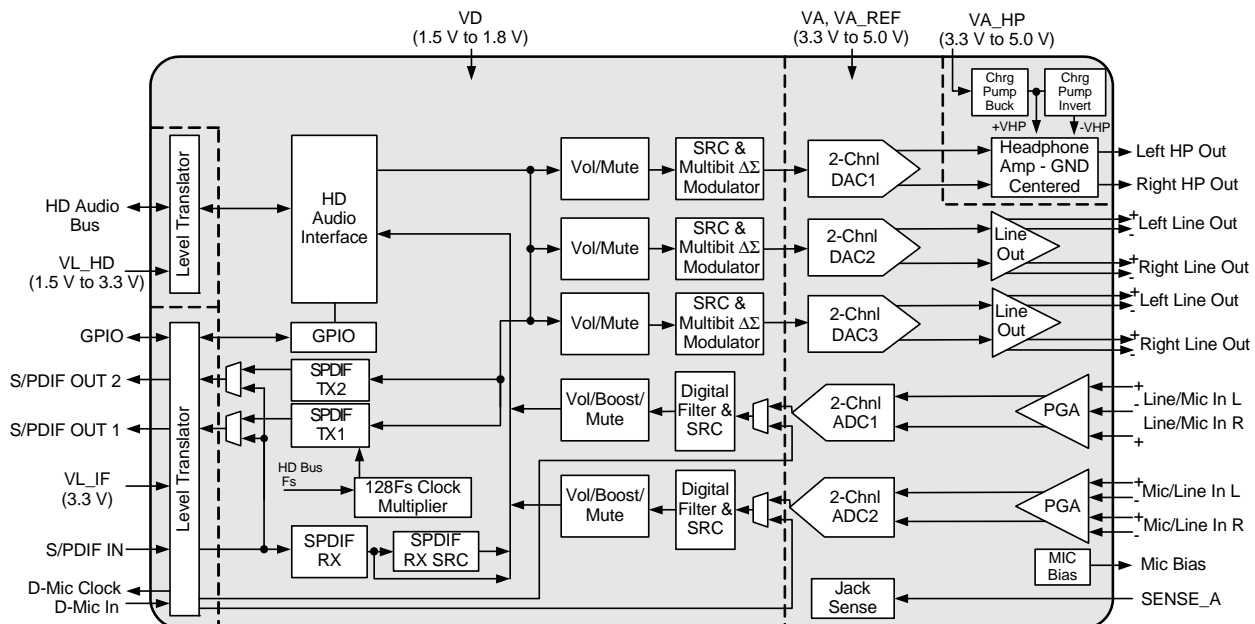 VD
(1.5 V to 1.8 V)
VA, VA_REF
(3.3 V to 5.0 V)
VA_HP
(3.3 V to 5.0 V)
Chrg
Pump
Buck
Chrg
Pump
Invert
+VHP
-VHP
HD Audio
Bus
VL_HD
(1.5 V to 3.3 V)
Level Translator
HD
Audio
Interface
Vol/Mute
SRC &
Multibit ΔΣ
Modulator
2-Chnl
DAC1
Headphone
Amp - GND
Centered
Left HP Out
Right HP Out
Vol/Mute
SRC &
Multibit ΔΣ
Modulator
2-Chnl
DAC2
Line
Out
+
-
Left Line Out
+
-
Right Line Out
Vol/Mute
SRC &
Multibit ΔΣ
Modulator
2-Chnl
DAC3
Line
Out
+
-
Left Line Out
+
-
Right Line Out
GPIO
S/PDIF OUT 2
S/PDIF OUT 1
VL_IF
(3.3 V)
S/PDIF IN
D-Mic Clock
D-Mic In
Level Translator
GPIO
SPDIF
TX2
SPDIF
TX1
HD Bus
Fs
128Fs Clock
Multiplier
SPDIF
RX
SPDIF
RX SRC
Vol/Boost/
Mute
Digital
Filter &
SRC
2-Chnl
ADC1
PGA
+
-
Line/Mic In L
Line/Mic In R
+
Vol/Boost/
Mute
Digital
Filter &
SRC
2-Chnl
ADC2
PGA
+
-
Mic/Line In L
+
-
Mic/Line In R
MIC
Bias
Mic Bias
Jack
Sense
SENSE_A